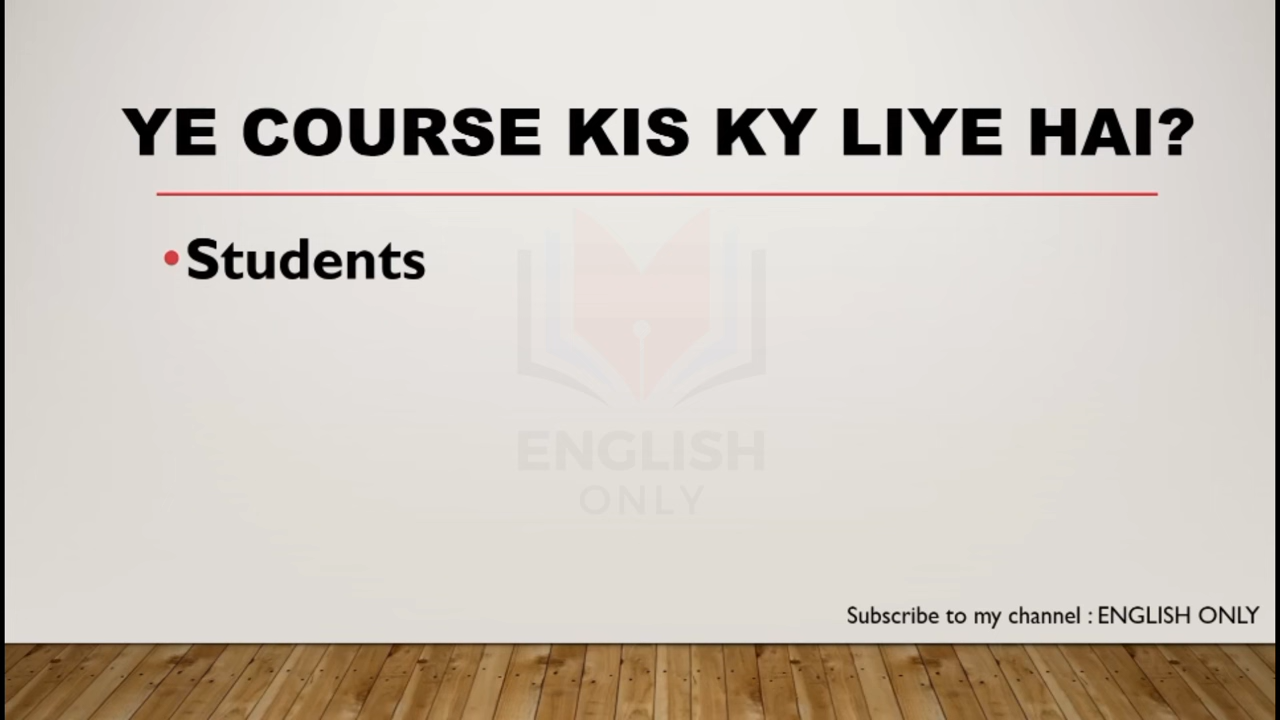 YE COURSE KIS KY LIYE HAI?
•Students
ENGLISH
ONLY
Subscribe to my channel : ENGLISH ONLY